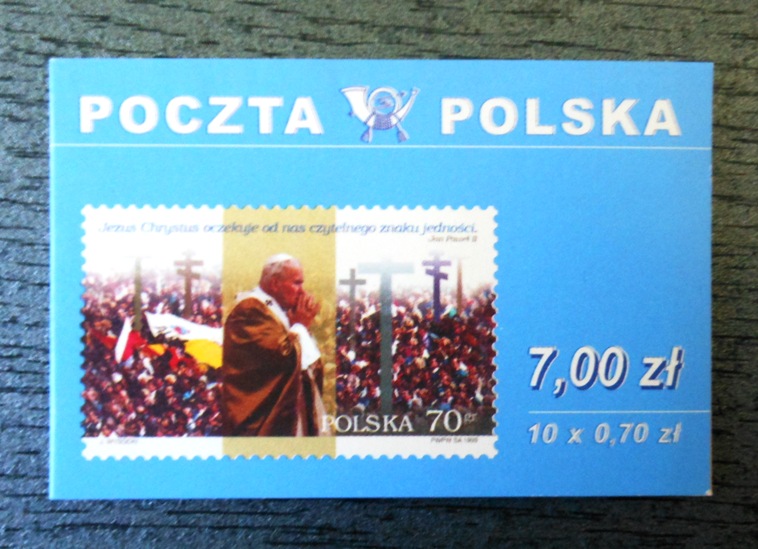 POCZTA POLSKA
Jezus Chrystus oczekuje od nas czytelnego znaku jedności.
Jan Paweł II
POLSKA 70 gr
7,00 zł
10 x 0,70 zł